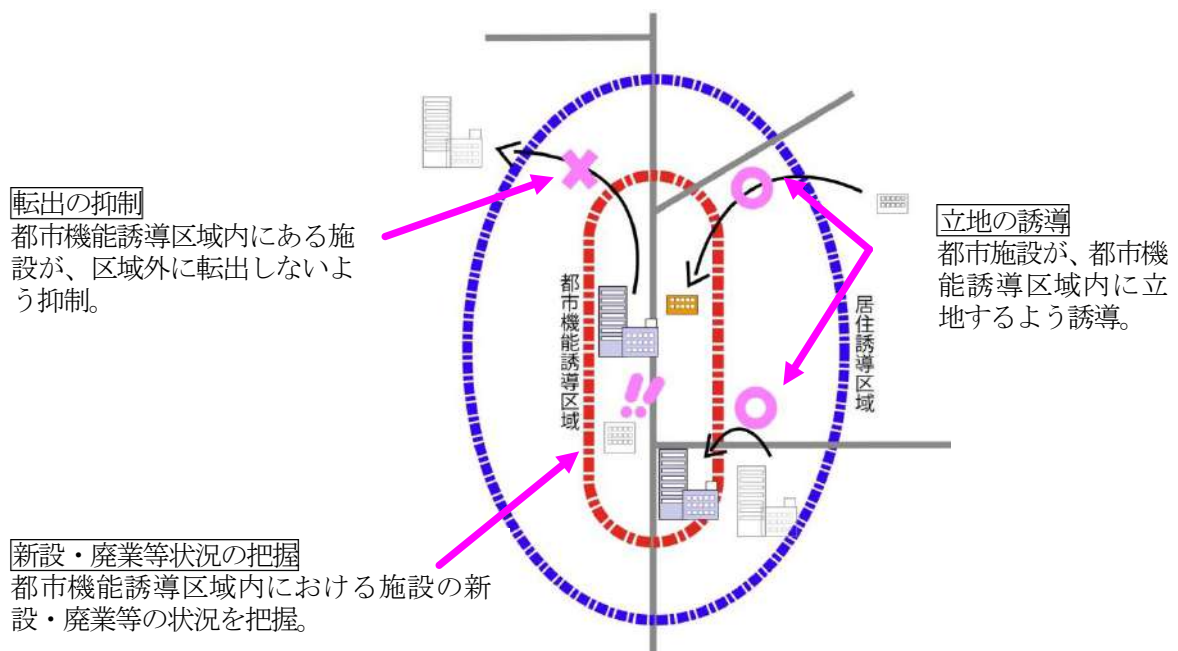 転出の抑制
都市機能誘導区域内にある施
設が、区域外に転出しないよ
う抑制。
都市機能誘導区域
居住誘導区域
立地の誘導
都市施設が、都市機
能誘導区域内に立
地するよう誘導。
新設・廃業等状況の把握
都市機能誘導区域内における施設の新
設・廃業等の状況を把握。